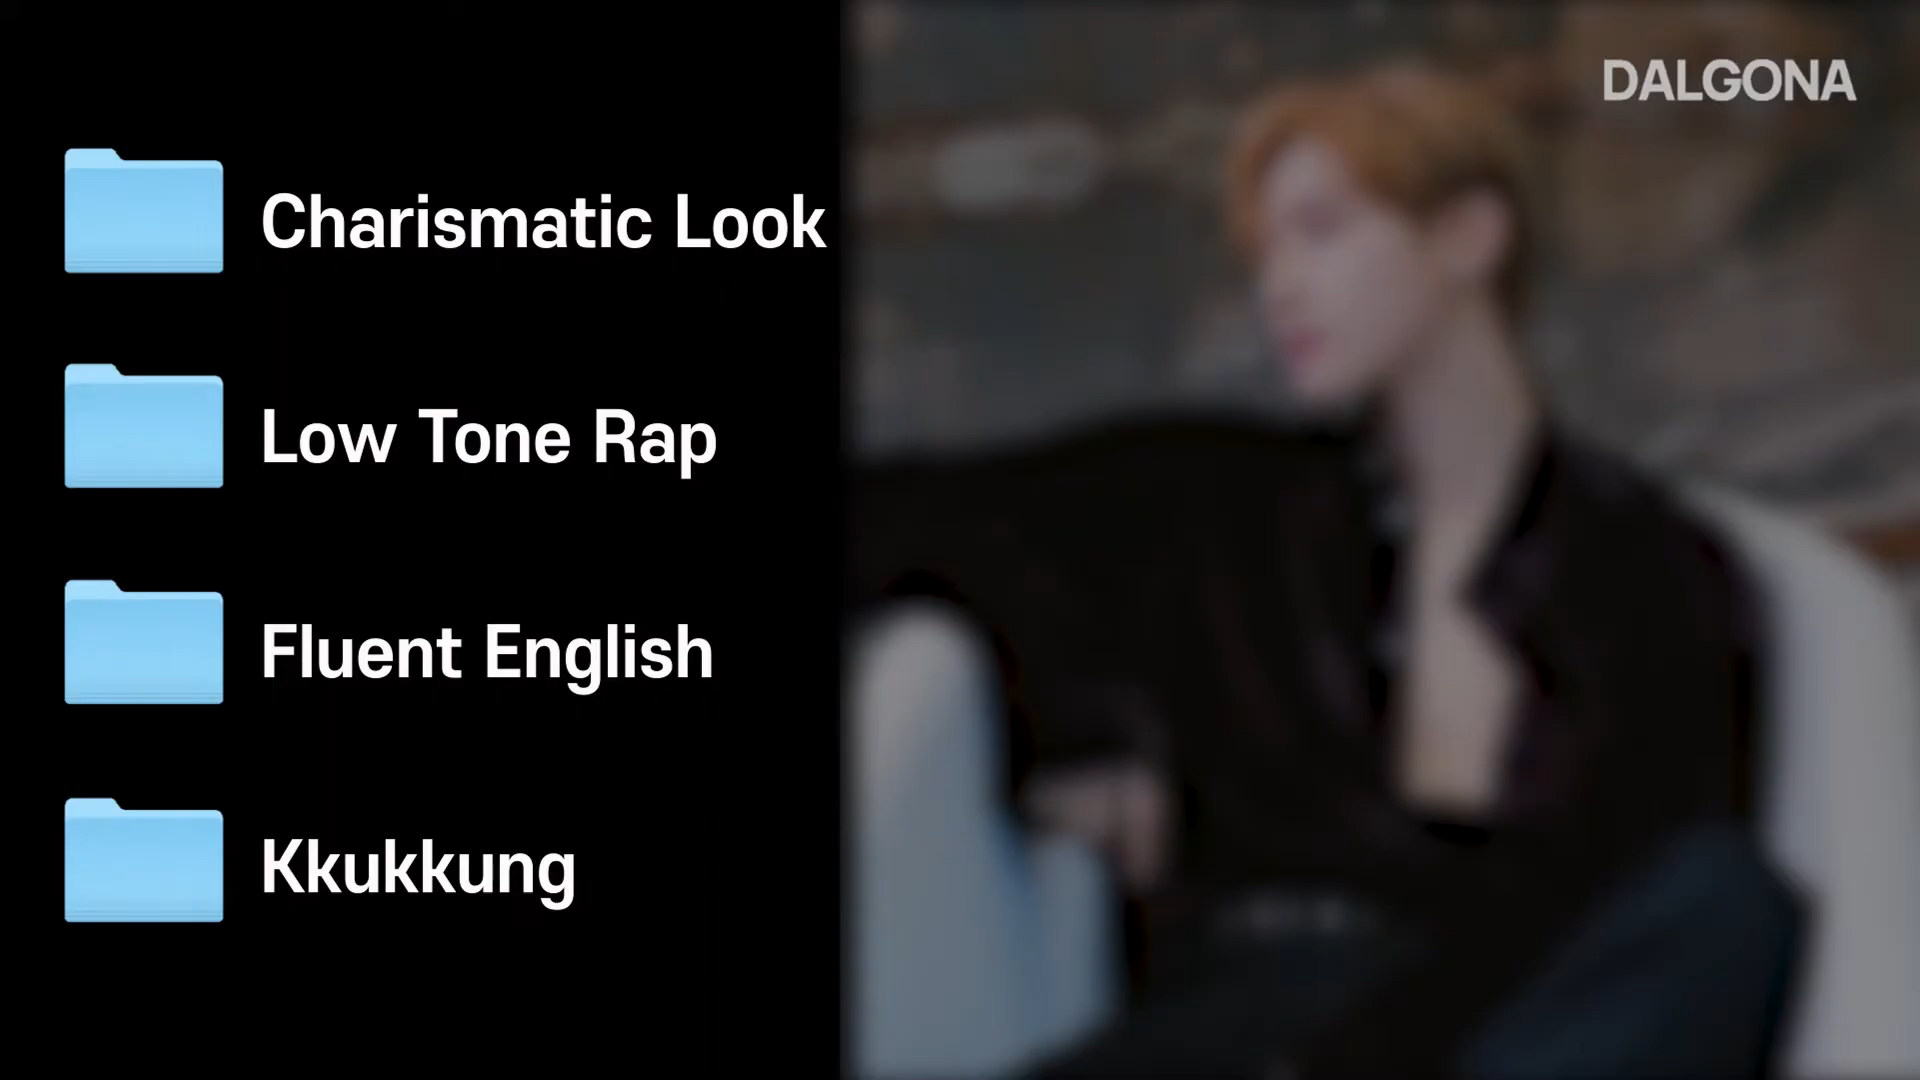 DALGONA
Charismatic Look
Low Tone Rap
Fluent English
Kkukkung